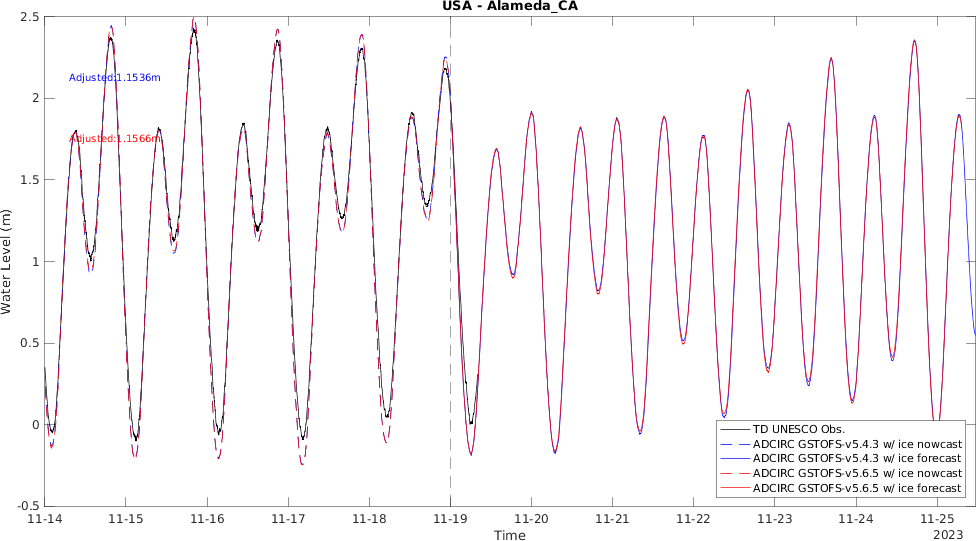 USA - Alameda_CA
2.5
2
1.5
1
0.5
0
-0.5
Water Level (m)
Adjusted:1.1536m
Adjusted:1.1566m
TD UNESCO Obs.
ADCIRC GSTOFS-v5.4.3 w/ ice nowcast
ADCIRC GSTOFS-v5.4.3 w/ ice forecast
ADCIRC GSTOFS-v5.6.5 w/ ice nowcast
ADCIRC GSTOFS-v5.6.5 w/ ice forecast
11-14 11-15 11-16 11-17 11-18 11-19 11-20 11-21 11-22 11-23 11-24 11-25
Time
2023